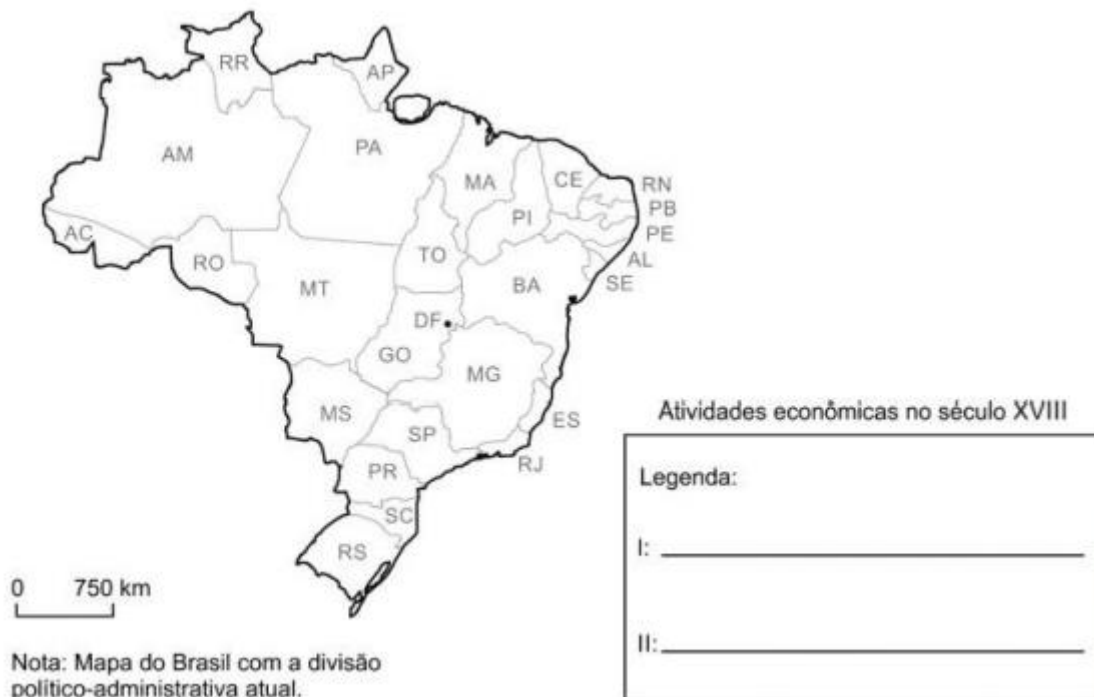 RR
AP
AM
PA
MA
CE
RN
PB
PE
AL
SE
PI
AC
RO
TO
MT
BA
DF
GO
MG
MS
ES
SP
RJ
PR
SC
RS
0 750 km
Nota: Mapa do Brasil com a divisão
político-administrativa atual.
Atividades econômicas no século XVIII
Legenda:
I:
II: